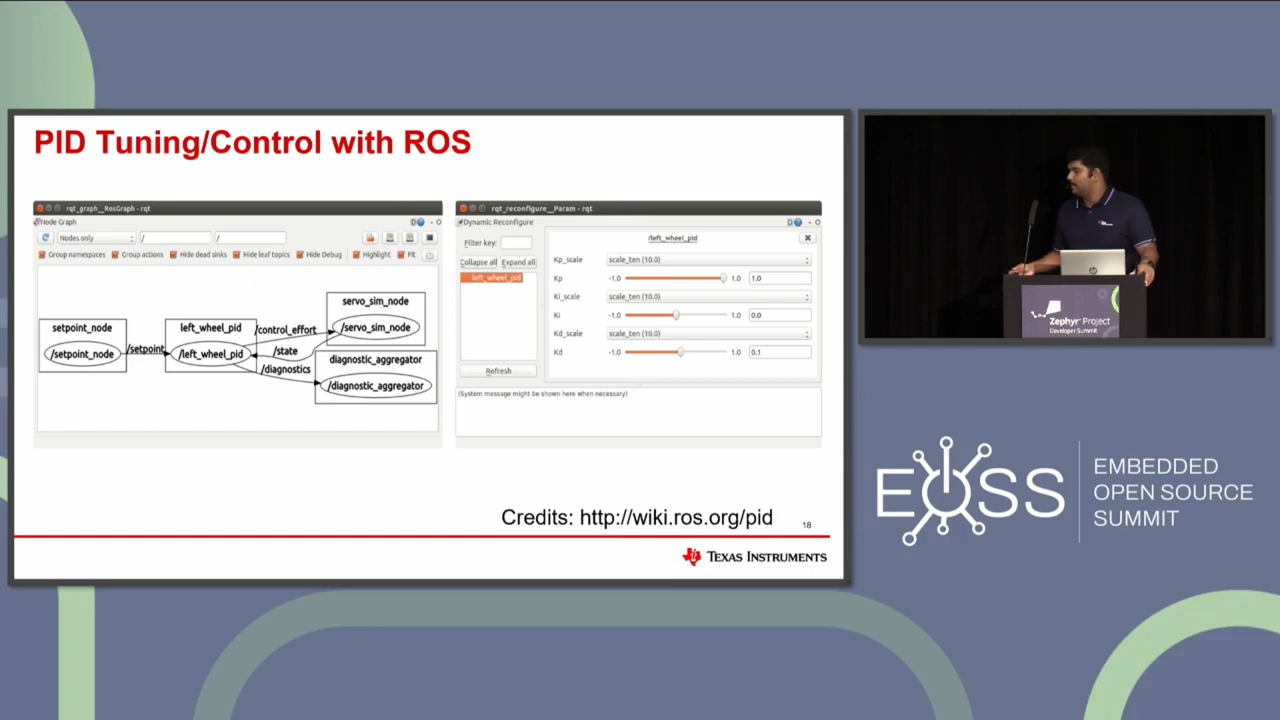 PID Tuning/Control with ROS
rqt_graph__RosGraph - rqt
Node Graph
Nodes only
/
/
Group namespaces
Group actions
Hide dead sinks
Hide leaf topics
Hide Debug
Highlight
Fit
setpoint_node
/setpoint_node
/setpoint
left_wheel_pid
/left_wheel_pid
/control_effort
/state
/diagnostics
servo_sim_node
/servo_sim_node
diagnostic_aggregator
/diagnostic_aggregator
rqt_reconfigure__Param - rqt
Dynamic Reconfigure
Filter key:
Collapse all
Expand all
left_wheel_pid
Refresh
/left_wheel_pid
Kp_scale scale_ten (10.0)
Kp -1.0 1.0 1.0
Ki_scale scale_ten (10.0)
Ki -1.0 1.0 0.0
Kd_scale scale_ten (10.0)
Kd -1.0 1.0 0.1
(System message might be shown here when necessary)
Credits: http://wiki.ros.org/pid
18
TEXAS INSTRUMENTS
Zephyr Project
Developer Summit
hp
EOSS
EMBEDDED
OPEN SOURCE
SUMMIT